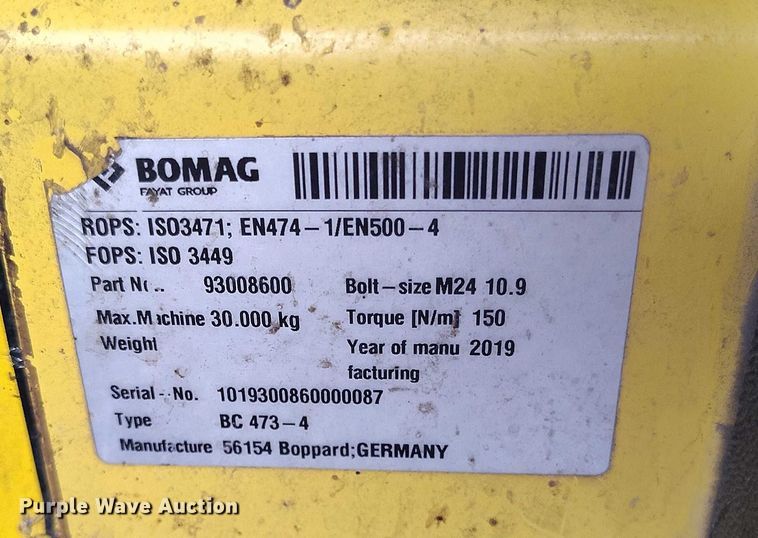 BOMAG
FAYAT GROUP
ROPS: ISO3471; EN474-1/EN500-4
FOPS: ISO 3449
Part No.. 93008600 Bolt-size M24 10.9
Max.Machine 30.000 kg Torque [N/m] 150
Weight Year of manu 2019
facturing
Serial-No. 1019300860000087
Type BC 473-4
Manufacture 56154 Boppard;GERMANY
Purple Wave Auction